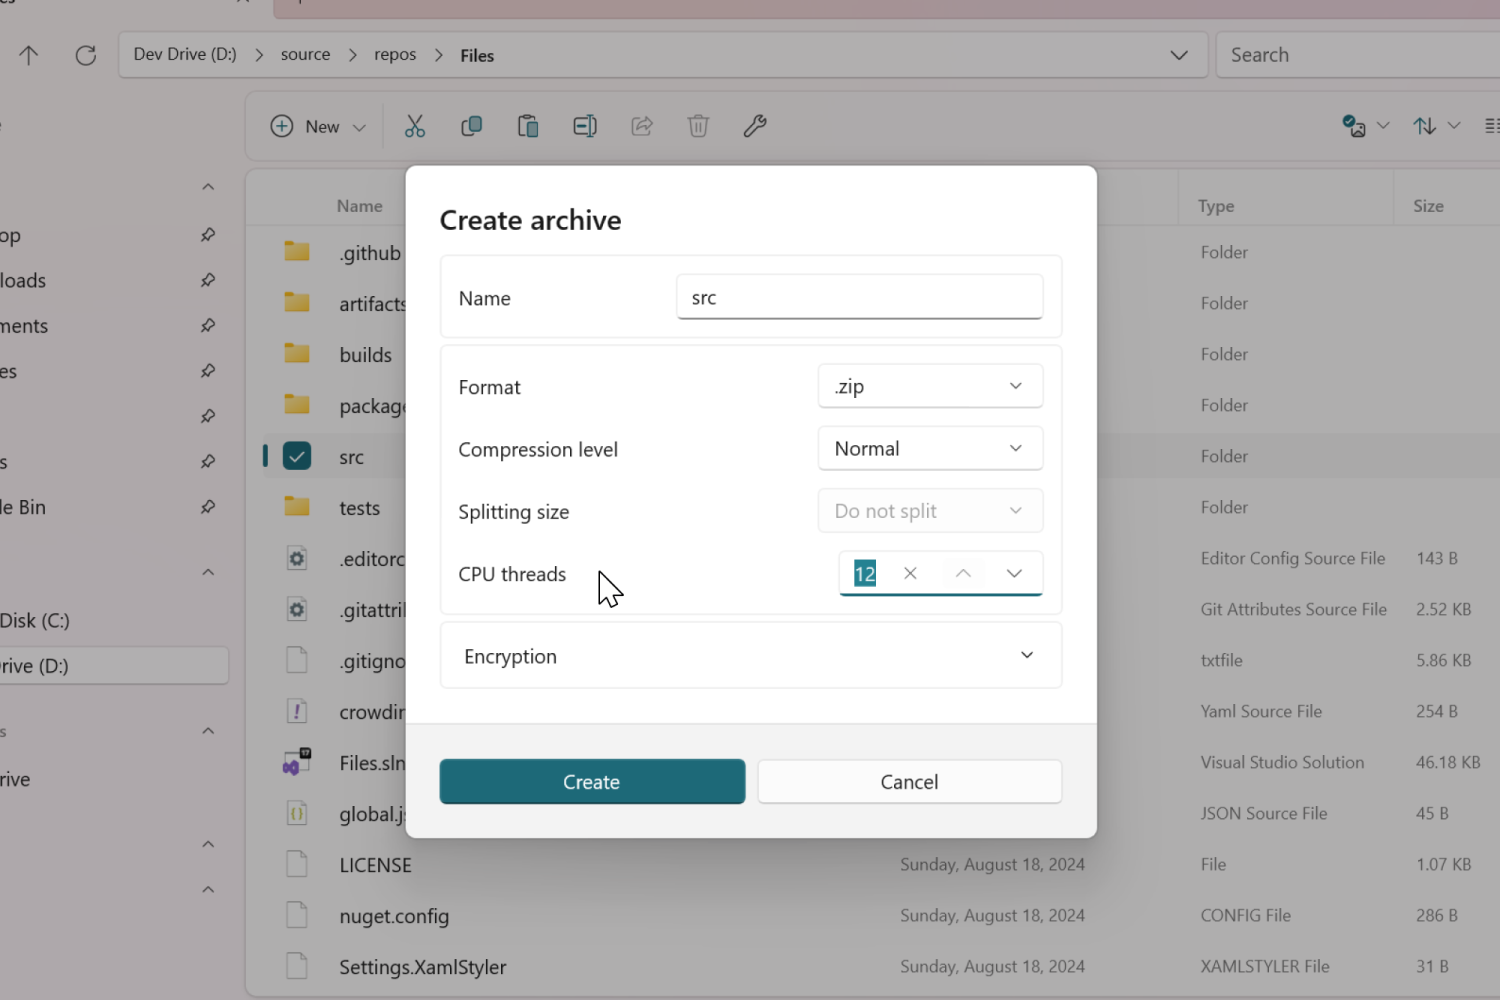 Dev Drive (D:) > source > repos > Files
Search
New
Name
Type
Size
Create archive
Name
src
Format
.zip
Compression level
Normal
Splitting size
Do not split
CPU threads
12
Encryption
Create
Cancel
op
loads
ments
es
s
le Bin
Disk (C:)
rive (D:)
s
rive
.github
Folder
artifacts
Folder
builds
Folder
package
Folder
src
Folder
tests
Folder
.editorc
Editor Config Source File
143 B
.gitattri
Git Attributes Source File
2.52 KB
.gitigno
txtfile
5.86 KB
crowdin
Yaml Source File
254 B
Files.sln
Visual Studio Solution
46.18 KB
global.j
JSON Source File
45 B
LICENSE
Sunday, August 18, 2024
File
1.07 KB
nuget.config
Sunday, August 18, 2024
CONFIG File
286 B
Settings.XamlStyler
Sunday, August 18, 2024
XAMLSTYLER File
31 B